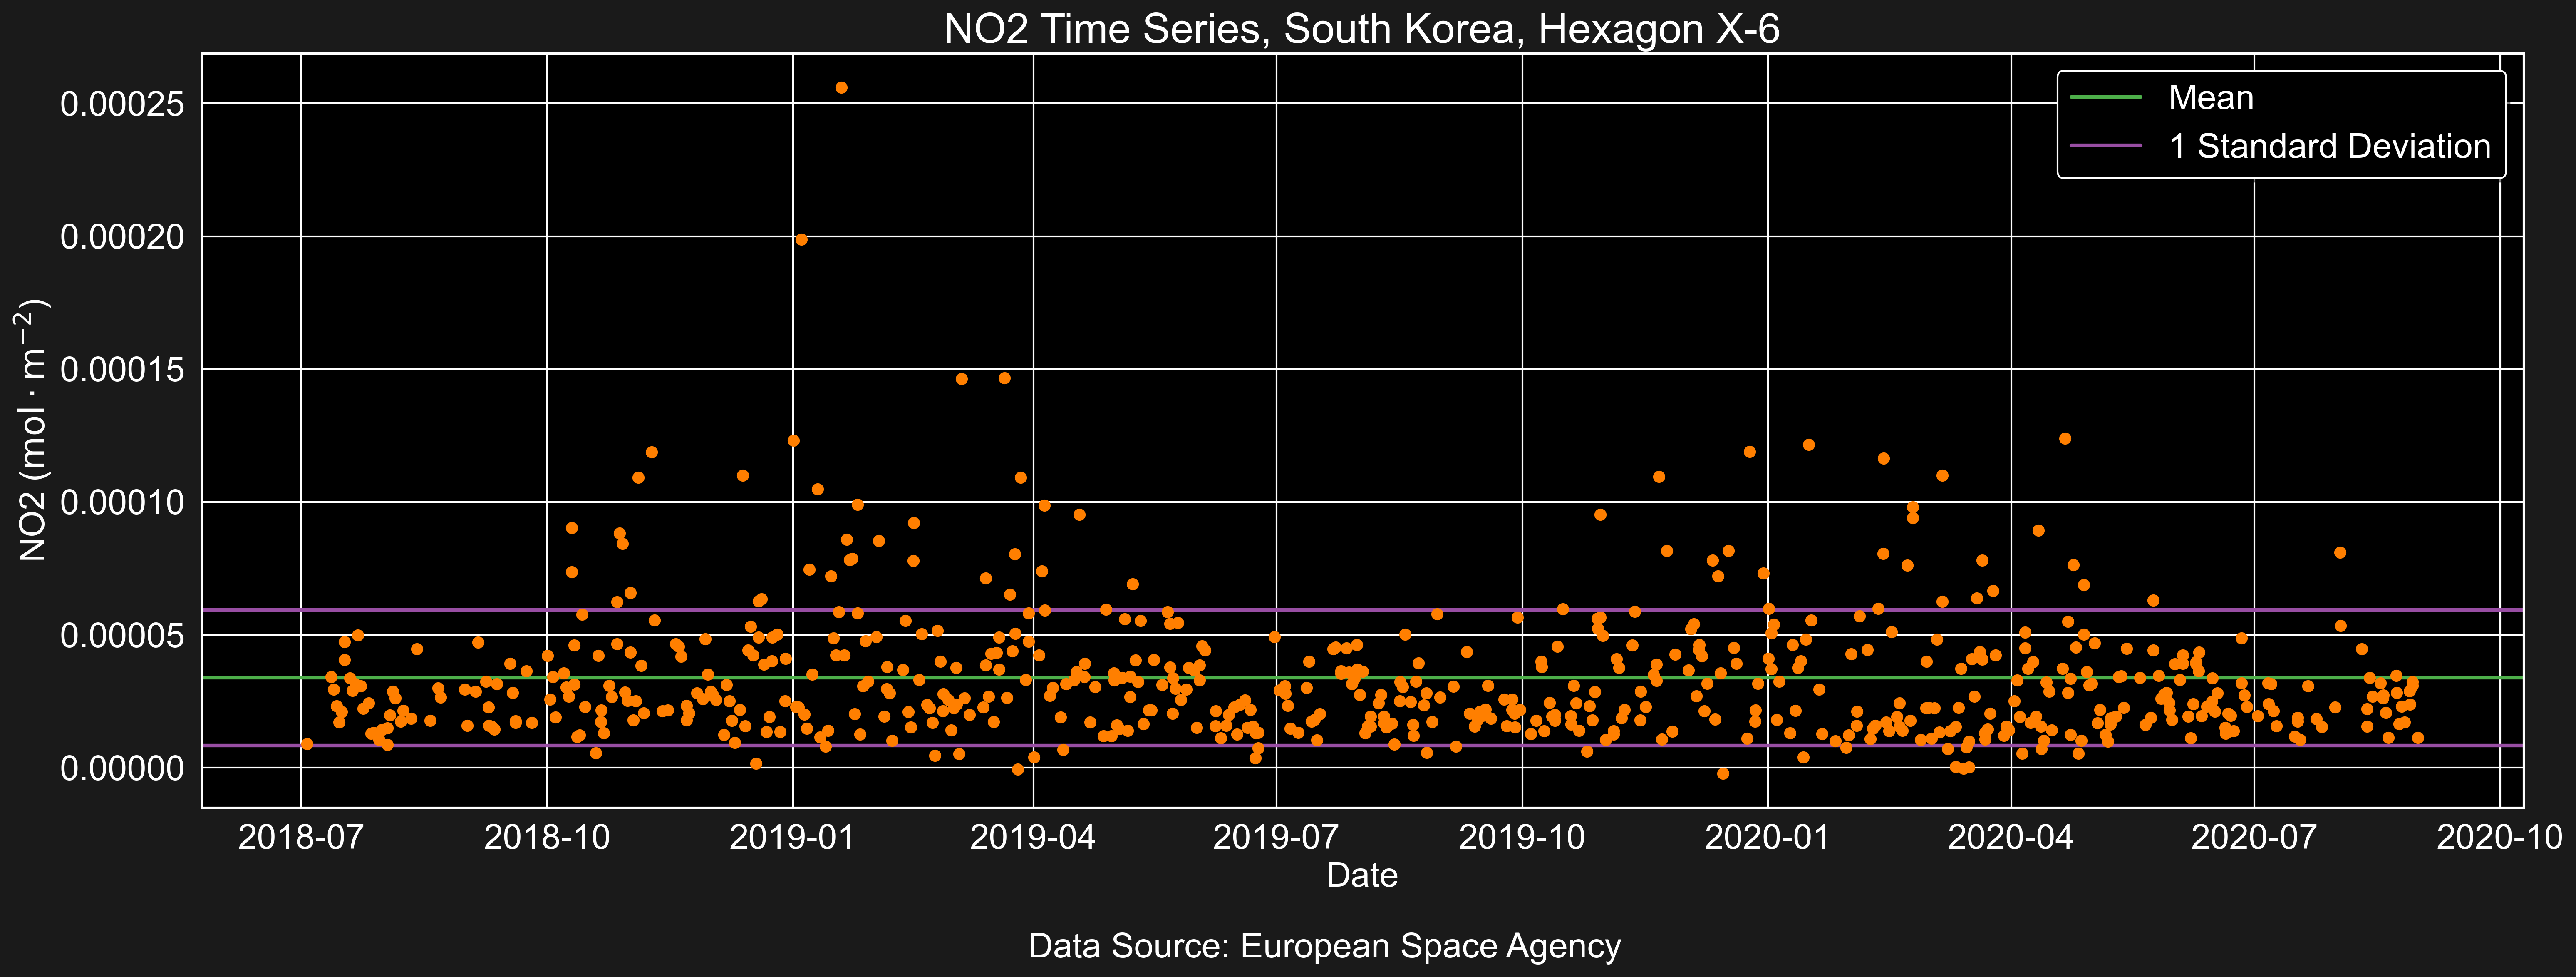 NO2 Time Series, South Korea, Hexagon X-6
Mean
1 Standard Deviation
NO2 (mol · m⁻²)
0.00025
0.00020
0.00015
0.00010
0.00005
0.00000
2018-07 2018-10 2019-01 2019-04 2019-07 2019-10 2020-01 2020-04 2020-07 2020-10
Date
Data Source: European Space Agency